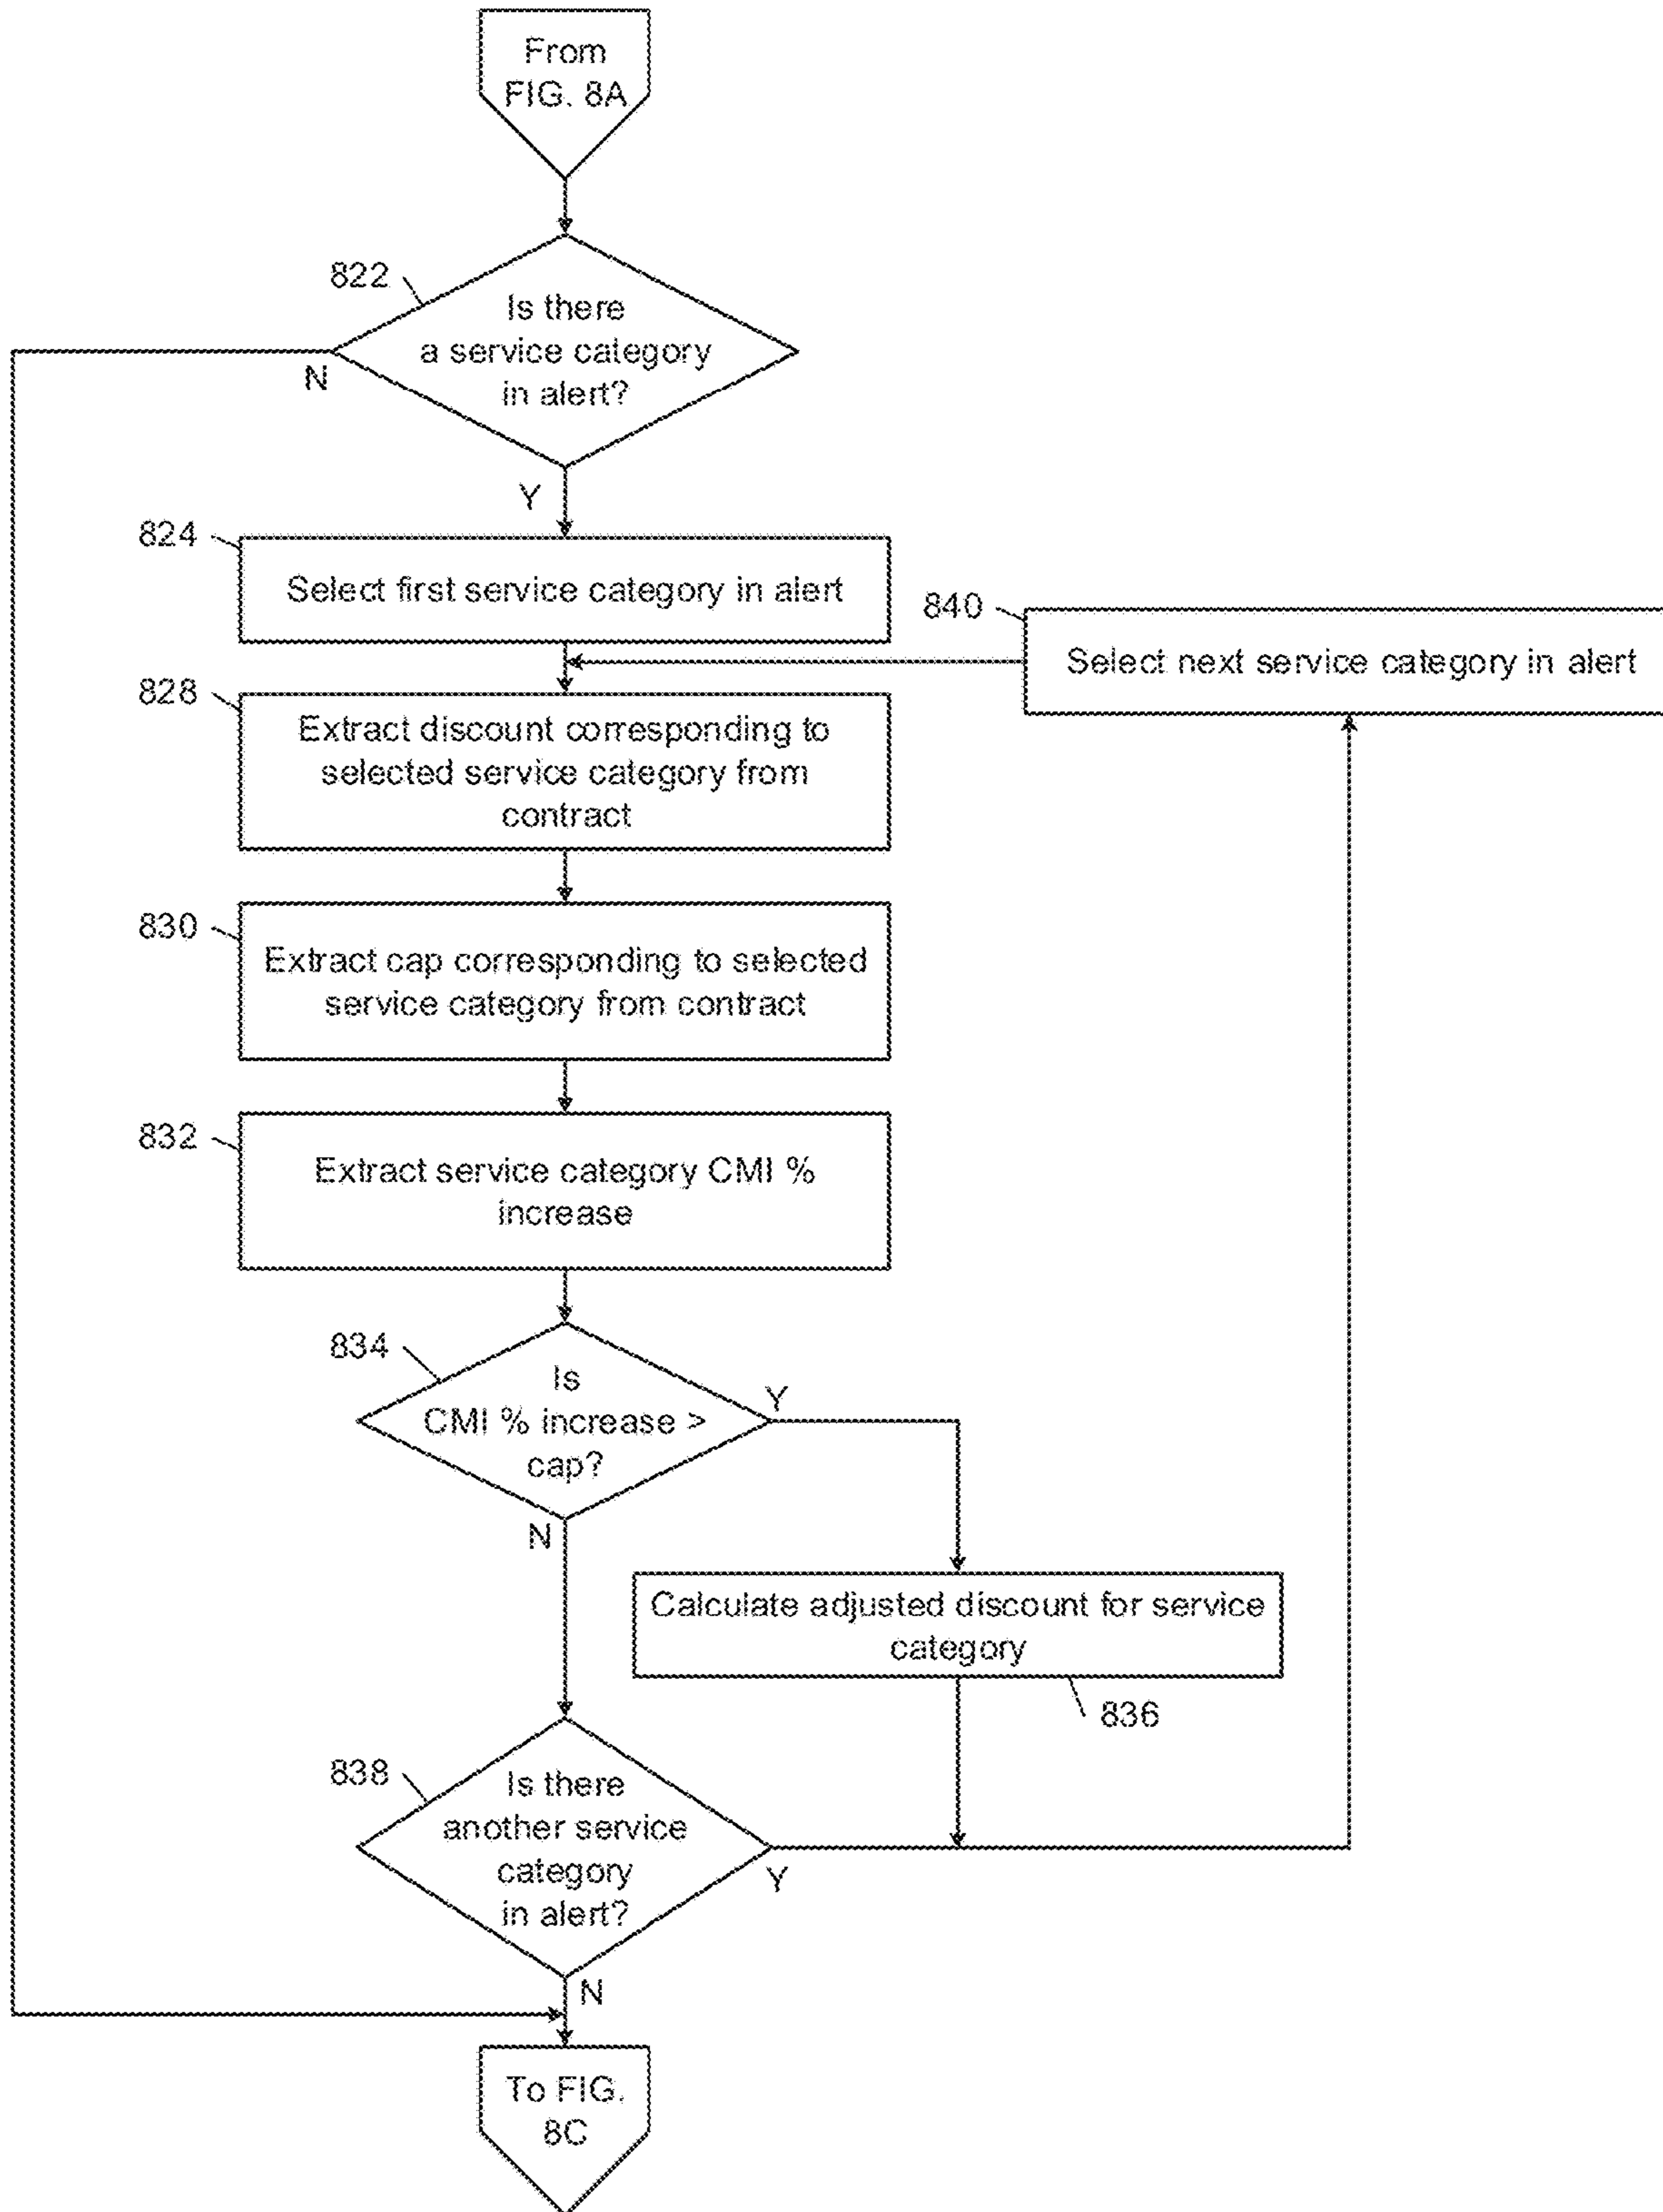 From
FIG. 8A
822
Is there
a service category
in alert?
N
Y
824
Select first service category in alert
840
Select next service category in alert
828
Extract discount corresponding to
selected service category from
contract
830
Extract cap corresponding to selected
service category from contract
832
Extract service category CMI %
increase
834
Is
CMI % increase >
cap?
Y
N
Calculate adjusted discount for service
category
836
838
Is there
another service
category
in alert?
Y
N
To FIG.
8C